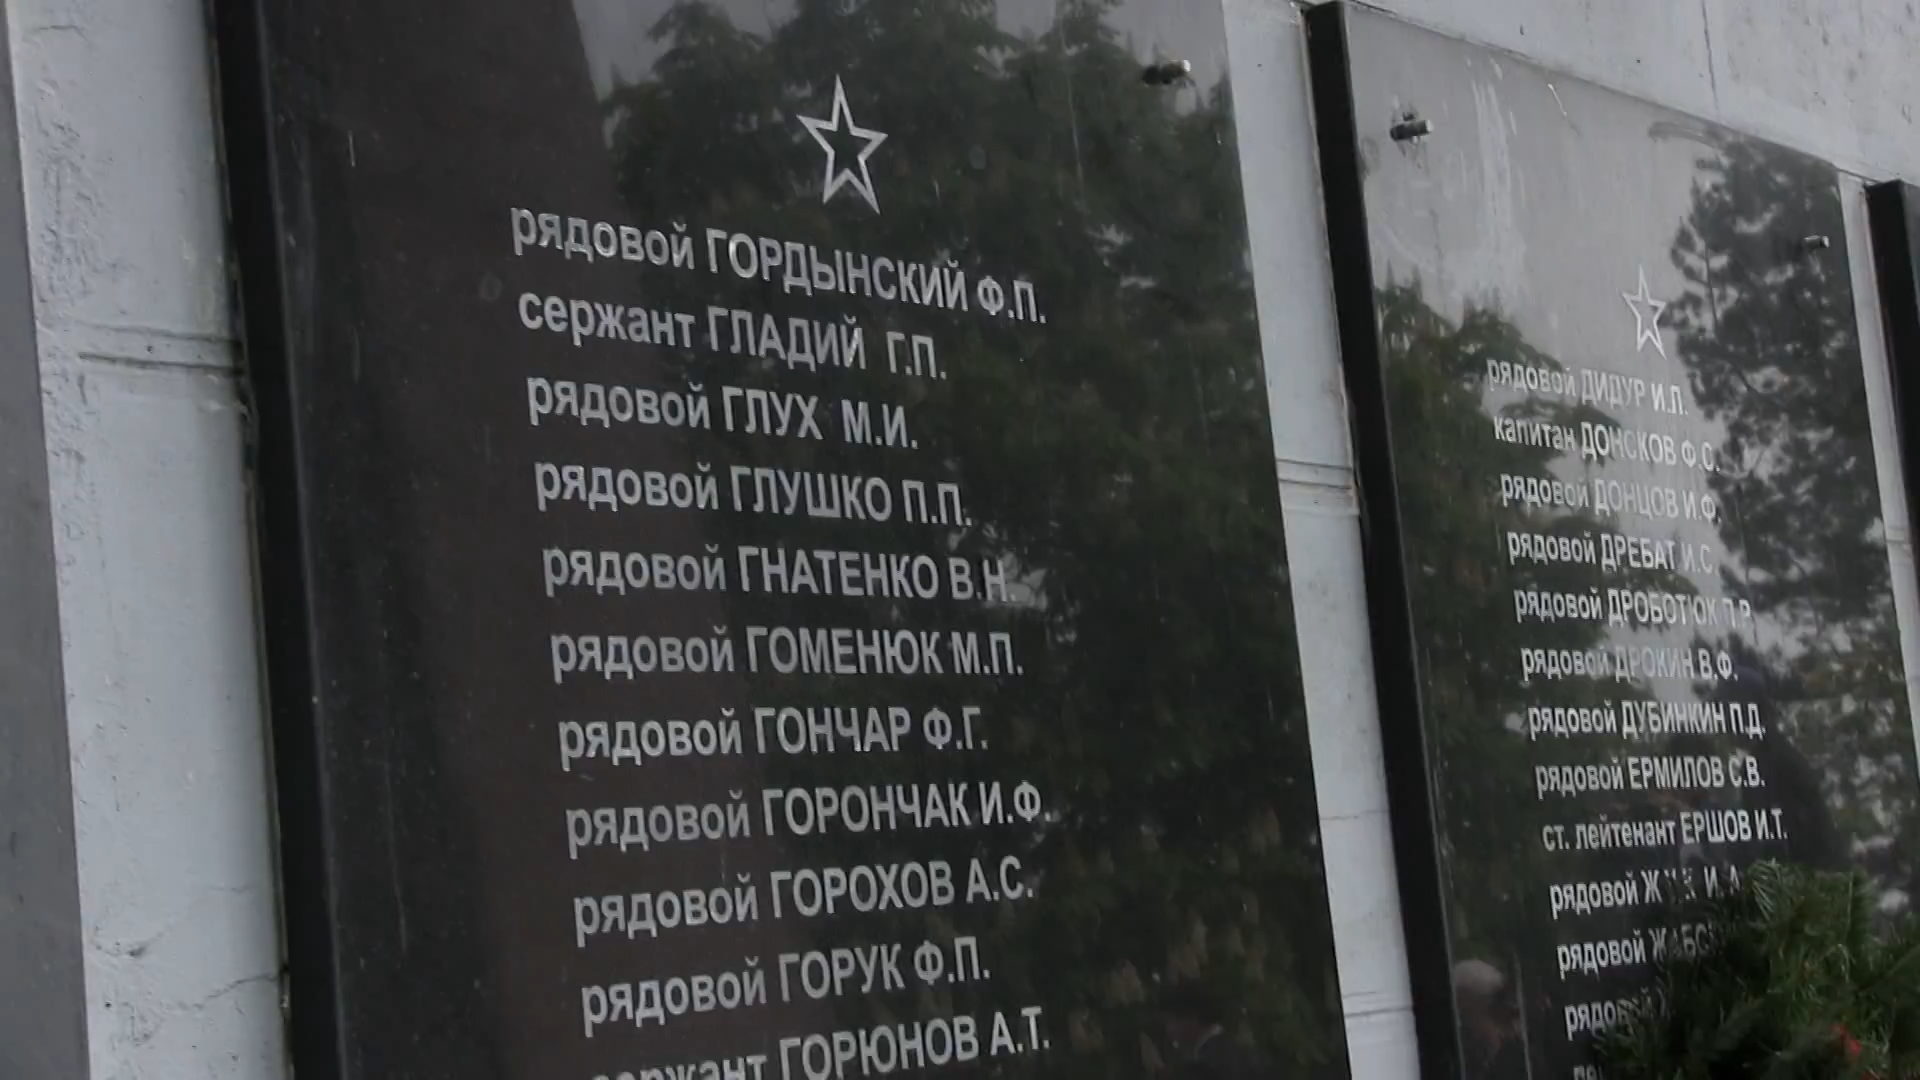 рядовой ГОРДЫНСКИЙ Ф.П.
сержант ГЛАДИЙ Г.П.
рядовой ГЛУХ М.И.
рядовой ГЛУШКО П.П.
рядовой ГНАТЕНКО В.Н.
рядовой ГОМЕНЮК М.П.
рядовой ГОНЧАР Ф.Г.
рядовой ГОРОНЧАК И.Ф.
рядовой ГОРОХОВ А.С.
рядовой ГОРУК Ф.П.
сержант ГОРЮНОВ А.Т.
рядовой ДИДУР И.Л.
капитан ДОНСКОВ Ф.С.
рядовой ДОНЦОВ И.Ф.
рядовой ДРЕБАТ И.С.
рядовой ДРОБОТЮК П.Р.
рядовой ДРОКИН В.Ф.
рядовой ДУБИНКИН П.Д.
рядовой ЕРМИЛОВ С.В.
ст. лейтенант ЕРШОВ И.Т.
рядовой
рядовой
рядовой